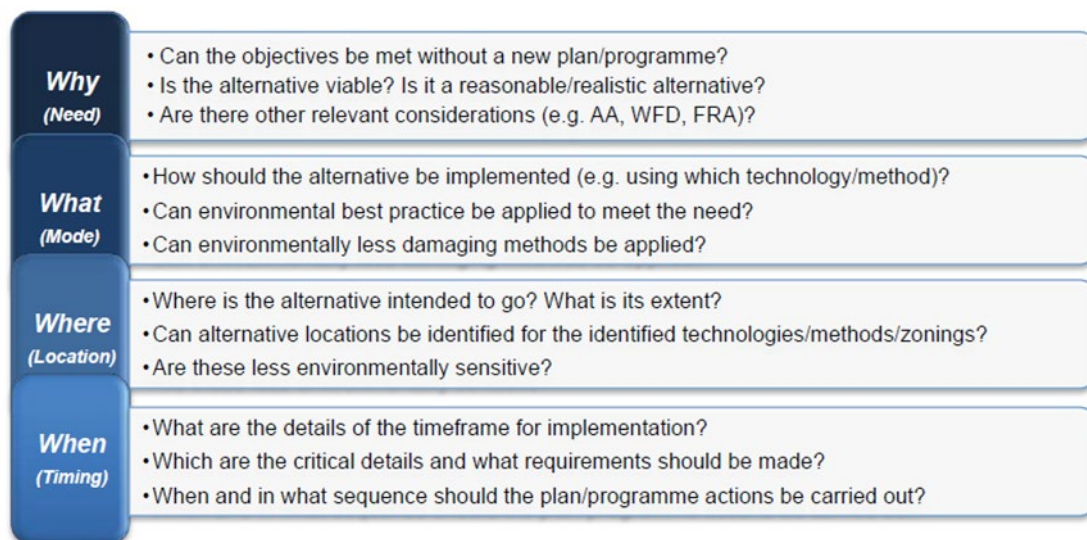 Why
(Need)
• Can the objectives be met without a new plan/programme?
• Is the alternative viable? Is it a reasonable/realistic alternative?
• Are there other relevant considerations (e.g. AA, WFD, FRA)?
What
(Mode)
• How should the alternative be implemented (e.g. using which technology/method)?
• Can environmental best practice be applied to meet the need?
• Can environmentally less damaging methods be applied?
Where
(Location)
• Where is the alternative intended to go? What is its extent?
• Can alternative locations be identified for the identified technologies/methods/zonings?
• Are these less environmentally sensitive?
When
(Timing)
• What are the details of the timeframe for implementation?
• Which are the critical details and what requirements should be made?
• When and in what sequence should the plan/programme actions be carried out?